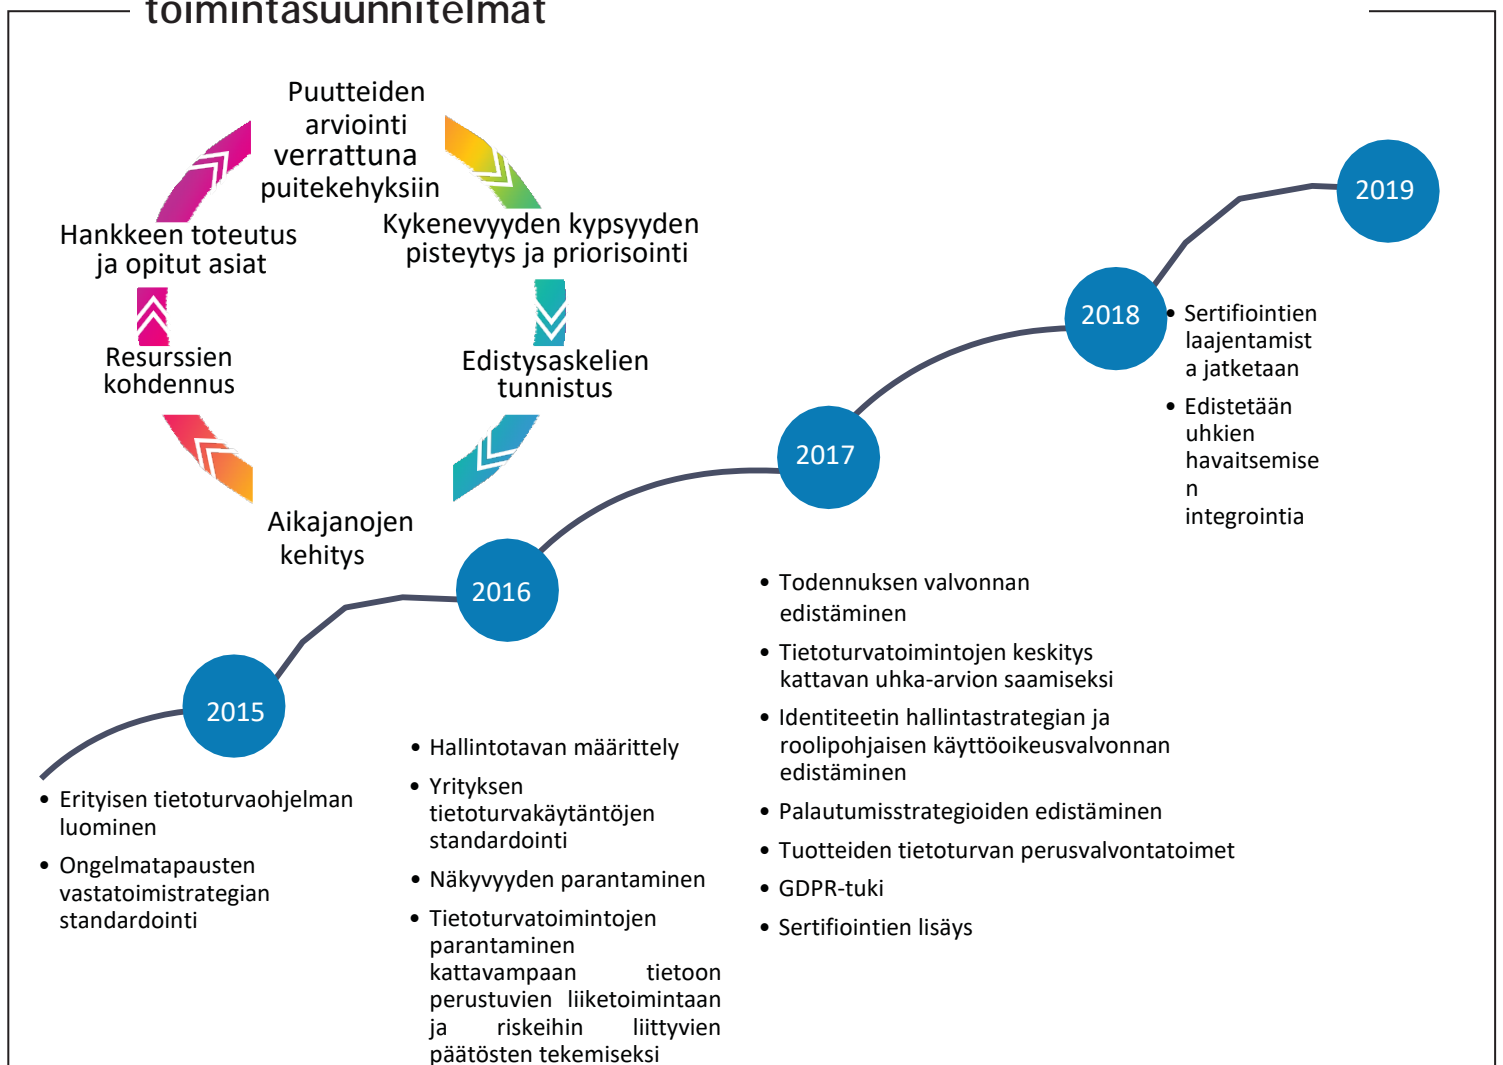 toimintasuunnitelmat
Puutteiden
arviointi
verrattuna
puitekehyksiin
Kykenevyyden kypsyyden
pisteytys ja priorisointi
Edistysaskelien
tunnistus
Aikajanojen
kehitys
Resurssien
kohdennus
Hankkeen toteutus
ja opitut asiat
2015
• Erityisen tietoturvaohjelman
luominen
• Ongelmatapausten
vastatoimistrategian
standardointi
2016
• Hallintotavan määrittely
• Yrityksen
tietoturvakäytäntöjen
standardointi
• Näkyvyyden parantaminen
• Tietoturvatoimintojen
parantaminen
kattavampaan tietoon
perustuvien liiketoimintaan
ja riskeihin liittyvien
päätösten tekemiseksi
2017
• Todennuksen valvonnan
edistäminen
• Tietoturvatoimintojen keskitys
kattavan uhka-arvion saamiseksi
• Identiteetin hallintastrategian ja
roolipohjaisen käyttöoikeusvalvonnan
edistäminen
• Palautumisstrategioiden edistäminen
• Tuotteiden tietoturvan perusvalvontatoimet
• GDPR-tuki
• Sertifiointien lisäys
2018
• Sertifiointien
laajentamist
a jatketaan
• Edistetään
uhkien
havaitsemise
n
integrointia
2019